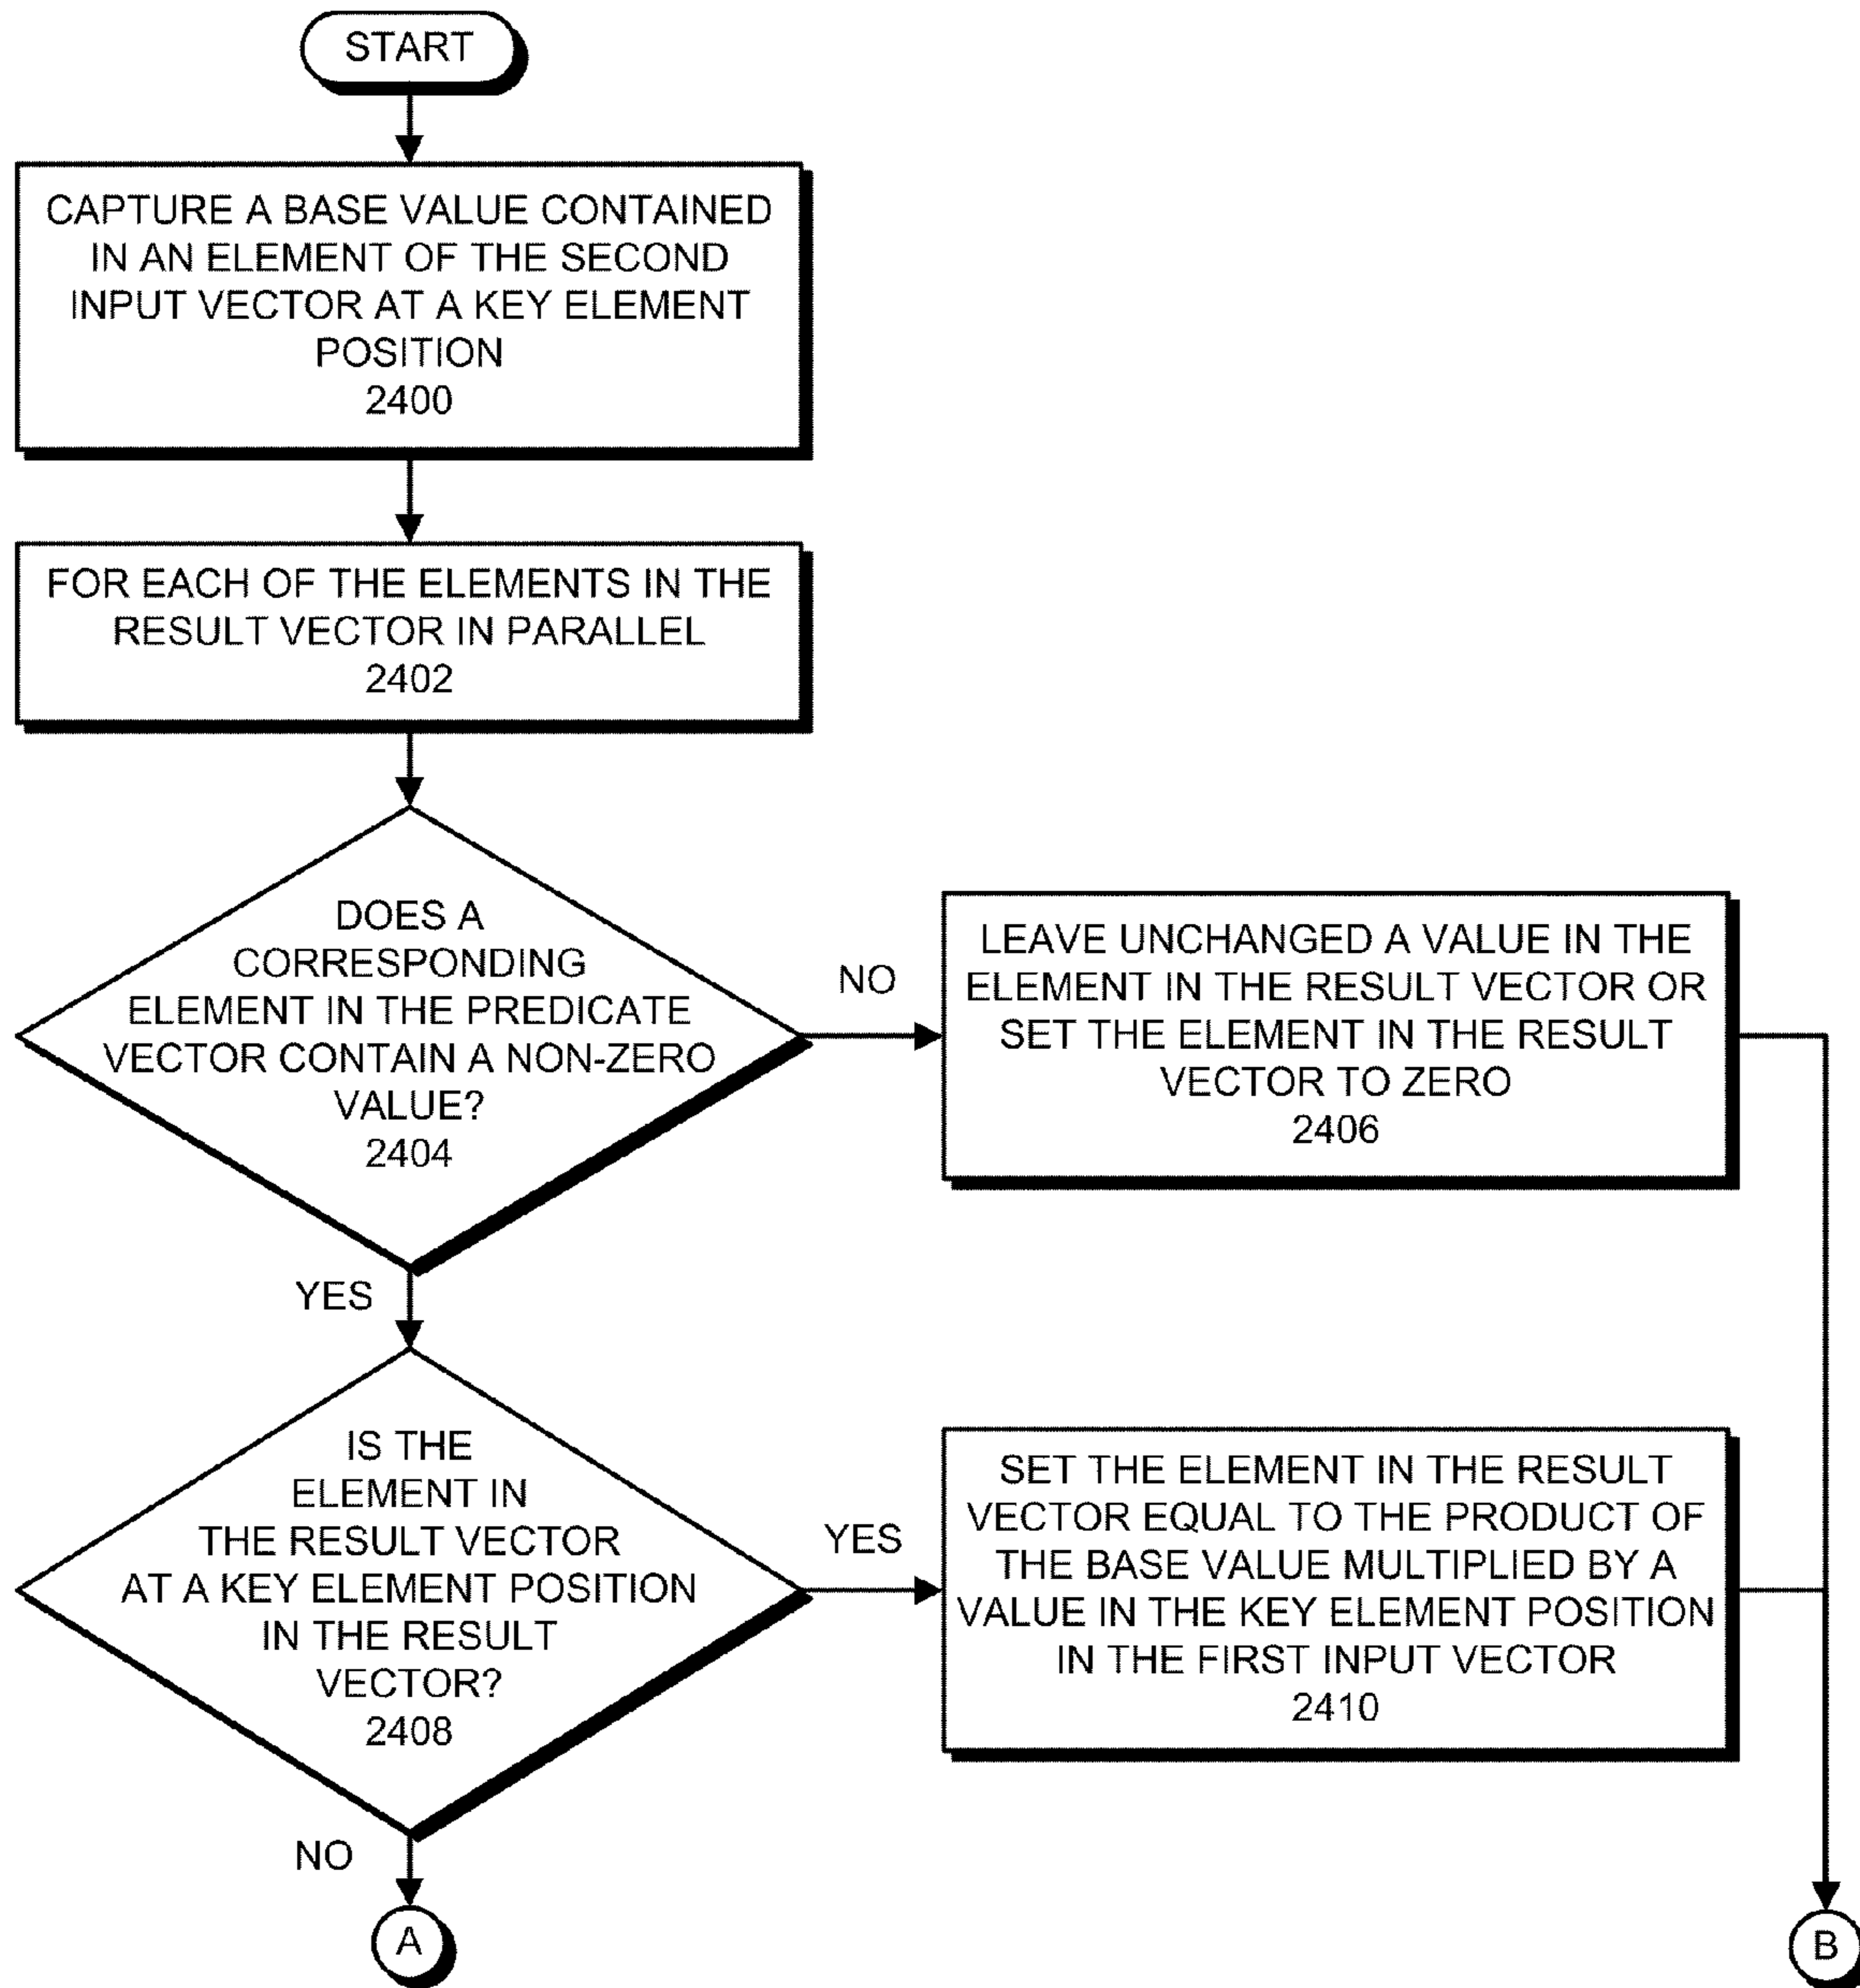 START
CAPTURE A BASE VALUE CONTAINED
IN AN ELEMENT OF THE SECOND
INPUT VECTOR AT A KEY ELEMENT
POSITION
2400
FOR EACH OF THE ELEMENTS IN THE
RESULT VECTOR IN PARALLEL
2402
DOES A
CORRESPONDING
ELEMENT IN THE PREDICATE
VECTOR CONTAIN A NON-ZERO
VALUE?
2404
NO
LEAVE UNCHANGED A VALUE IN THE
ELEMENT IN THE RESULT VECTOR OR
SET THE ELEMENT IN THE RESULT
VECTOR TO ZERO
2406
YES
IS THE
ELEMENT IN
THE RESULT VECTOR
AT A KEY ELEMENT POSITION
IN THE RESULT
VECTOR?
2408
YES
SET THE ELEMENT IN THE RESULT
VECTOR EQUAL TO THE PRODUCT OF
THE BASE VALUE MULTIPLIED BY A
VALUE IN THE KEY ELEMENT POSITION
IN THE FIRST INPUT VECTOR
2410
NO
A
B